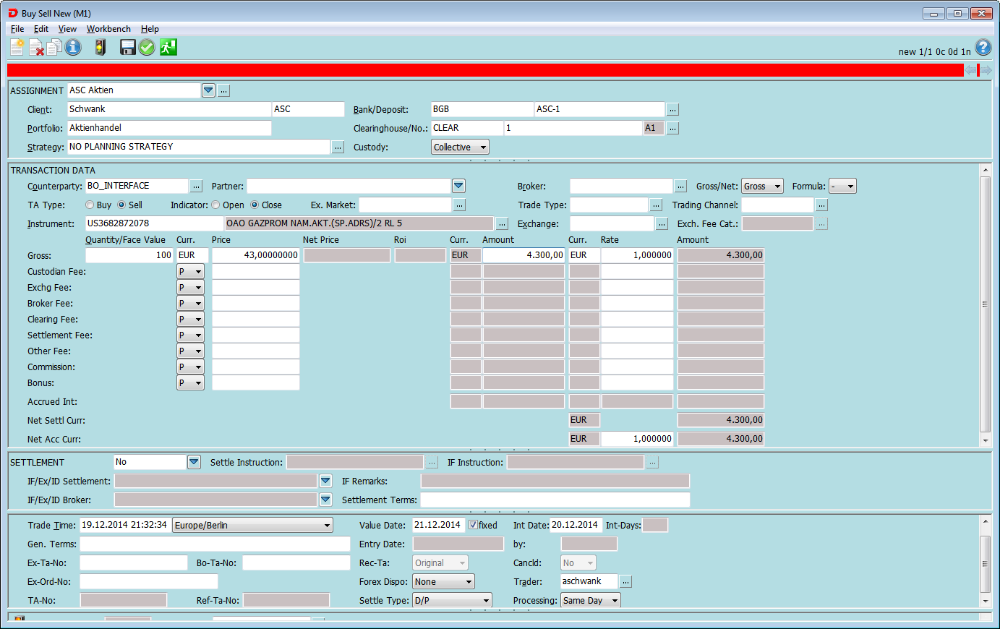 Buy Sell New (M1)
File Edit View Workbench Help
new 1/1 0c 0d 1n
ASSIGNMENT ASC Aktien ...
Client: Schwank ASC Bank/Deposit: BGB ASC-1 ...
Portfolio: Aktienhandel Clearinghouse/No.: CLEAR 1 A1 ...
Strategy: NO PLANNING STRATEGY ... Custody: Collective
TRANSACTION DATA
Counterparty: BO_INTERFACE ... Partner: Broker: ... Gross/Net: Gross Formula: -
TA Type: Buy Sell Indicator: Open Close Ex. Market: ... Trade Type: ... Trading Channel: ...
Instrument: US3682872078 OAO GAZPROM NAM.AKT.(SP.ADRS)/2 RL 5 ... Exchange: ... Exch. Fee Cat.: ...
Quantity/Face Value Curr. Price Net Price Roi Curr. Amount Curr. Rate Amount
Gross: 100 EUR 43,00000000 EUR 4.300,00 EUR 1,000000 4.300,00
Custodian Fee: P
Exchg Fee: P
Broker Fee: P
Clearing Fee: P
Settlement Fee: P
Other Fee: P
Commission: P
Bonus: P
Accrued Int:
Net Settl Curr: EUR 4.300,00
Net Acc Curr: EUR 1,000000 4.300,00
SETTLEMENT No Settle Instruction: ... IF Instruction: ...
IF/Ex/ID Settlement: IF Remarks:
IF/Ex/ID Broker: Settlement Terms:
Trade Time: 19.12.2014 21:32:34 Europe/Berlin Value Date: 21.12.2014 fixed Int Date: 20.12.2014 Int-Days:
Gen. Terms: Entry Date: by:
Ex-Ta-No: Bo-Ta-No: Rec-Ta: Original Cancld: No
Ex-Ord-No: Forex Dispo: None Trader: aschwank ...
TA-No: Ref-Ta-No: Settle Type: D/P Processing: Same Day